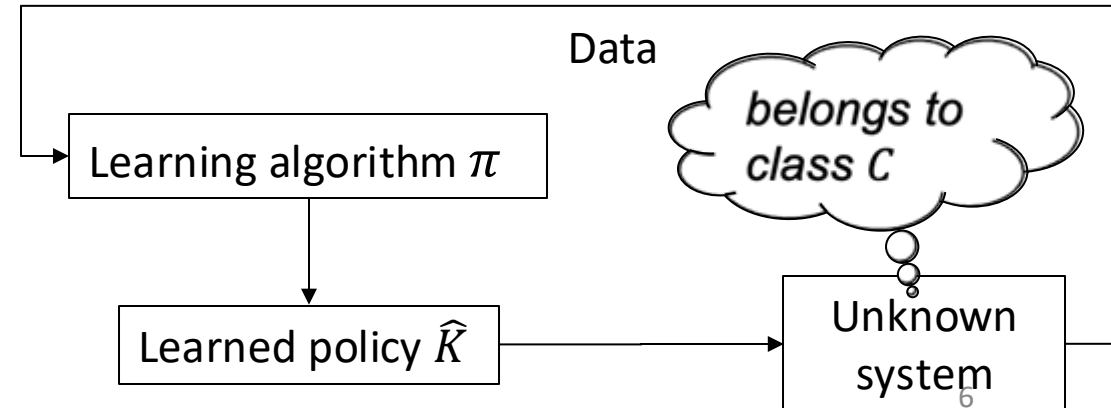 Data
belongs to
class C
Learning algorithm π
Learned policy K̂
Unknown
system
6